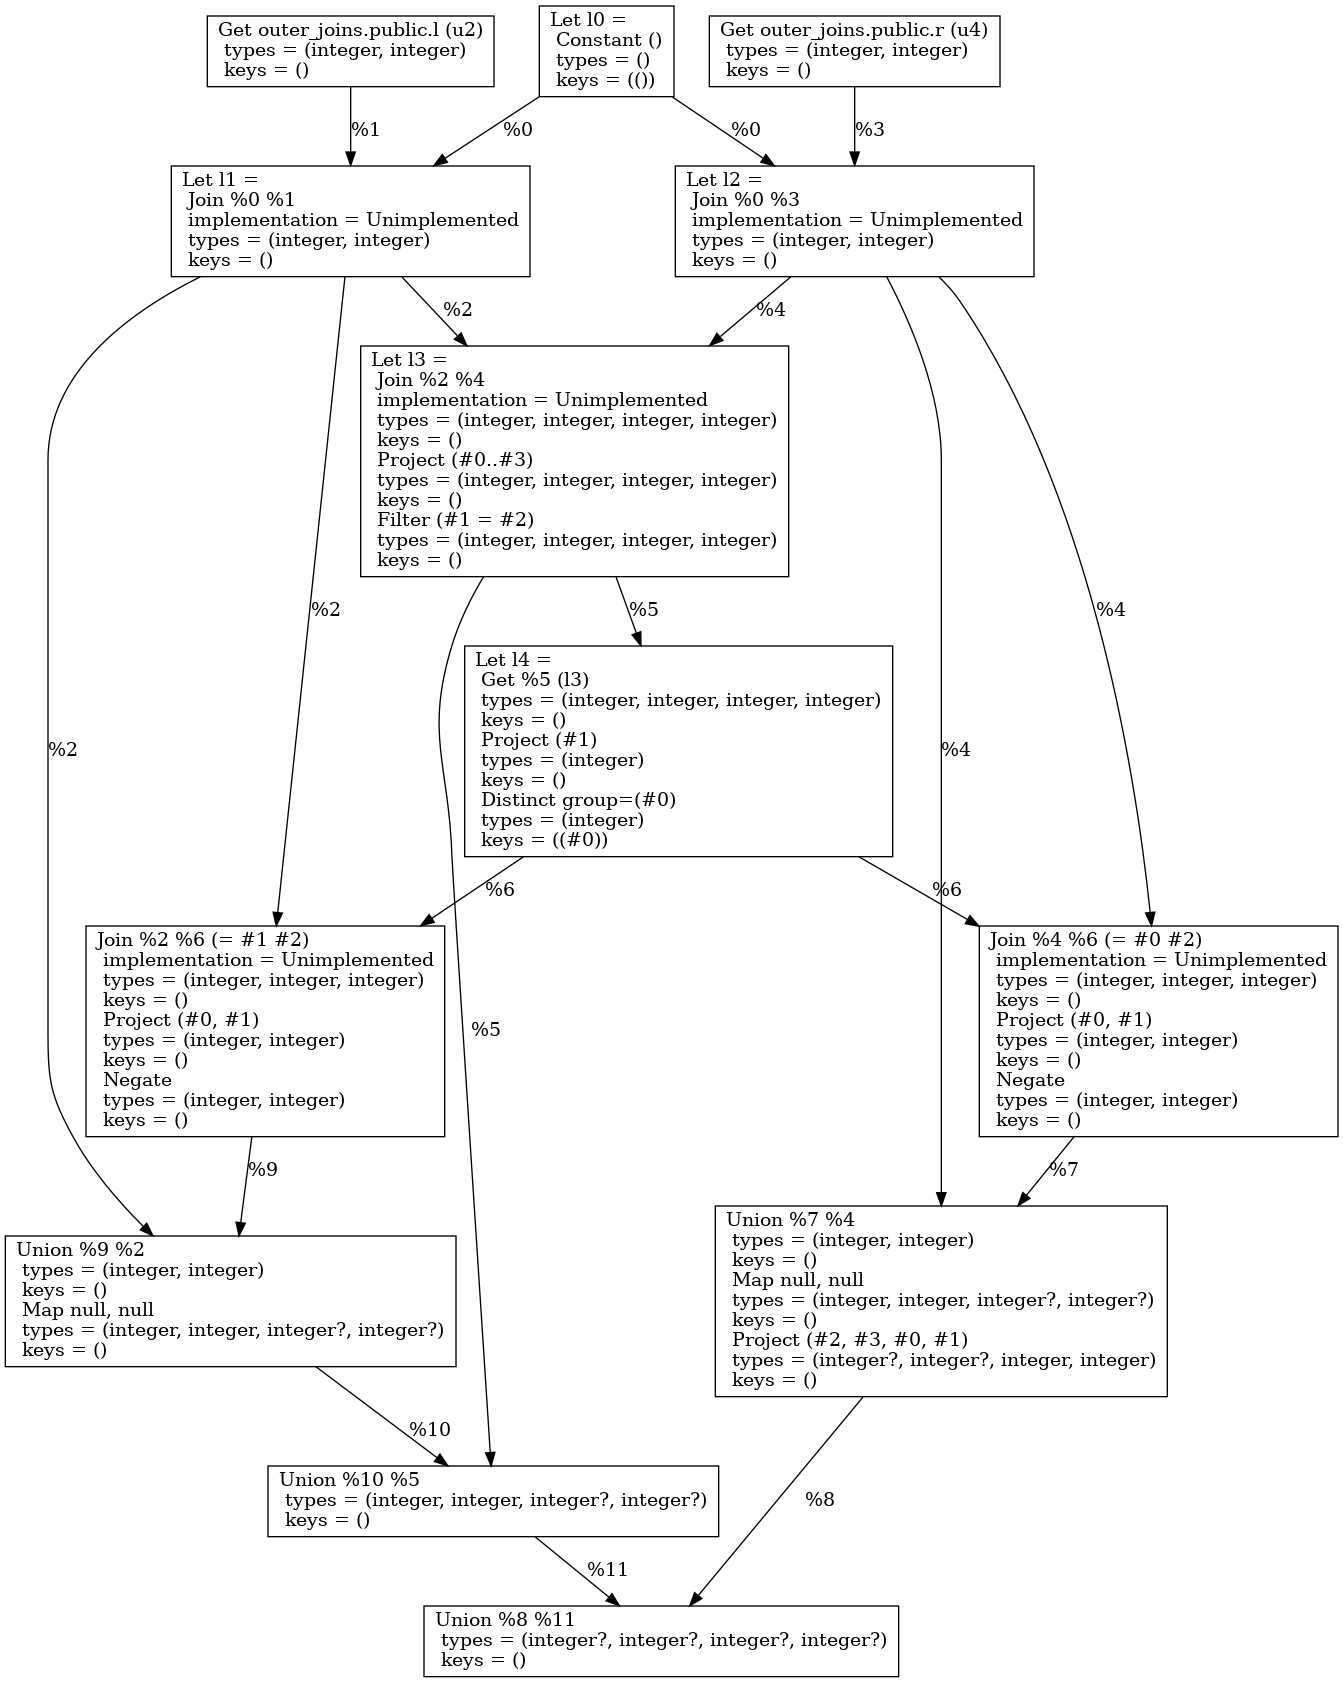 Get outer_joins.public.l (u2)
types = (integer, integer)
keys = ()
Let l0 =
Constant ()
types = ()
keys = (())
Get outer_joins.public.r (u4)
types = (integer, integer)
keys = ()
%1
%0
%0
%3
Let l1 =
Join %0 %1
implementation = Unimplemented
types = (integer, integer)
keys = ()
Let l2 =
Join %0 %3
implementation = Unimplemented
types = (integer, integer)
keys = ()
%2
%4
Let l3 =
Join %2 %4
implementation = Unimplemented
types = (integer, integer, integer, integer)
keys = ()
Project (#0..#3)
types = (integer, integer, integer, integer)
keys = ()
Filter (#1 = #2)
types = (integer, integer, integer, integer)
keys = ()
%2
%5
%4
Let l4 =
Get %5 (l3)
types = (integer, integer, integer, integer)
keys = ()
Project (#1)
types = (integer)
keys = ()
Distinct group=(#0)
types = (integer)
keys = ((#0))
%2
%4
%6
%6
Join %2 %6 (= #1 #2)
implementation = Unimplemented
types = (integer, integer, integer)
keys = ()
Project (#0, #1)
types = (integer, integer)
keys = ()
Negate
types = (integer, integer)
keys = ()
%5
Join %4 %6 (= #0 #2)
implementation = Unimplemented
types = (integer, integer, integer)
keys = ()
Project (#0, #1)
types = (integer, integer)
keys = ()
Negate
types = (integer, integer)
keys = ()
%9
%7
Union %9 %2
types = (integer, integer)
keys = ()
Map null, null
types = (integer, integer, integer?, integer?)
keys = ()
Union %7 %4
types = (integer, integer)
keys = ()
Map null, null
types = (integer, integer, integer?, integer?)
keys = ()
Project (#2, #3, #0, #1)
types = (integer?, integer?, integer, integer)
keys = ()
%10
Union %10 %5
types = (integer, integer, integer?, integer?)
keys = ()
%8
%11
Union %8 %11
types = (integer?, integer?, integer?, integer?)
keys = ()